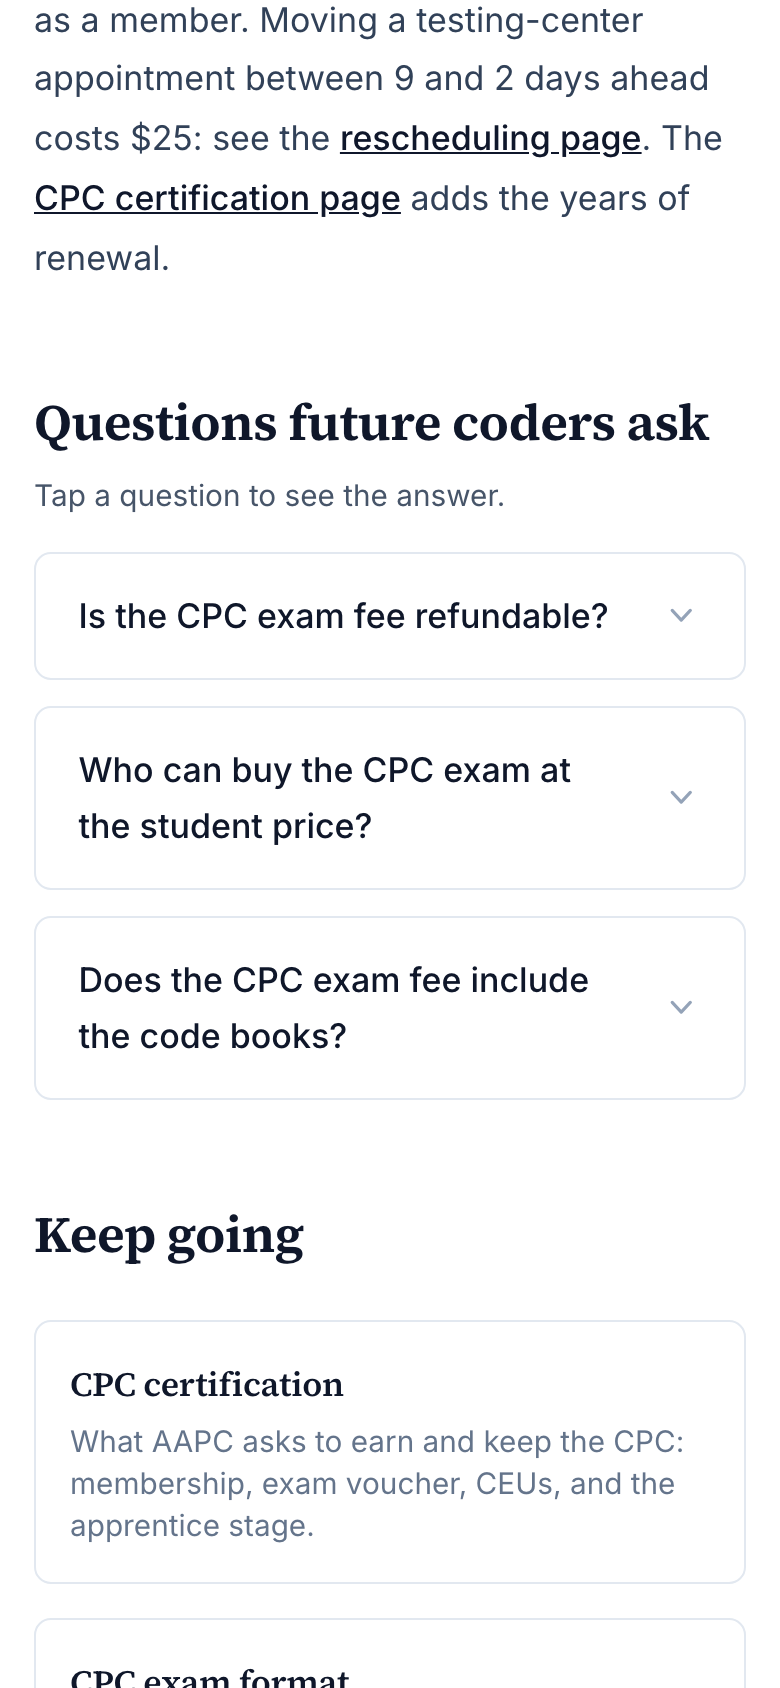 as a member. Moving a testing-center
appointment between 9 and 2 days ahead
costs $25: see the rescheduling page. The
CPC certification page adds the years of
renewal.
Questions future coders ask
Tap a question to see the answer.
Is the CPC exam fee refundable?
Who can buy the CPC exam at
the student price?
Does the CPC exam fee include
the code books?
Keep going
CPC certification
What AAPC asks to earn and keep the CPC:
membership, exam voucher, CEUs, and the
apprentice stage.
CPC exam format